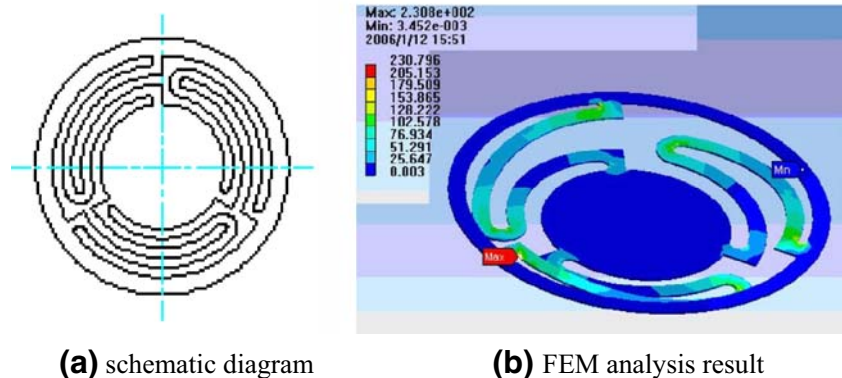 Max: 2.308e+002
Min: 3.452e-003
2006/1/12 15:51
230.796
205.153
179.509
153.865
128.222
102.578
76.934
51.291
25.647
0.003
Min
Max
(a) schematic diagram
(b) FEM analysis result